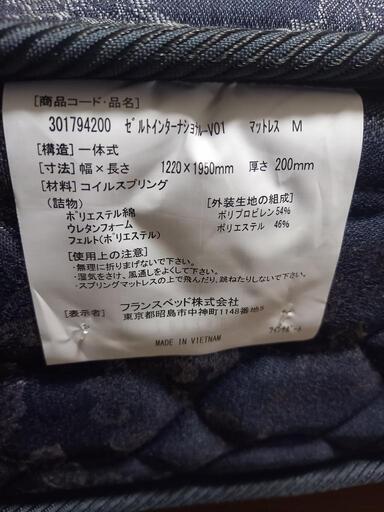 [商品コード・品名]
301794200 ｾﾞﾙﾄｲﾝﾀｰﾅｼｮﾅﾙｰV01 マットレス M
[構造] 一体式
[寸法] 幅×長さ 1220×1950mm 厚さ 200mm
[材料] コイルスプリング
(詰物)
ポリエステル綿
ウレタンフォーム
フェルト(ポリエステル)
[外装生地の組成]
ポリプロピレン54%
ポリエステル 46%
[使用上の注意]
・無理に折りまげないで下さい。
・湿気をさけ、風通しをよくして下さい。
・スプリングマットレスの上で飛んだり、跳ねたりしないで下さい。
[表示者] フランスベッド株式会社
東京都昭島市中神町1148番地5
MADE IN VIETNAM